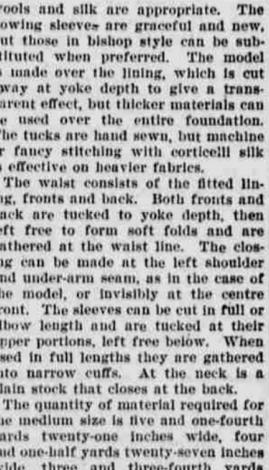 ools and silk are appropriate. The
owing sleeves are graceful and new,
ut those in bishop style can be sub-
tituted when preferred. The model
made over the lining, which is cut
way at yoke depth to give a trans-
arent effect, but thicker materials can
e used over the entire foundation.
he tucks are hand sewn, but machine
r fancy stitching with corticelli silk
effective on heavier fabrics.
The waist consists of the fitted lin-
ng, fronts and back. Both fronts and
ack are tucked to yoke depth, then
eft free to form soft folds and are
athered at the waist line. The clos-
ng can be made at the left shoulder
nd under-arm seam, as in the case of
he model, or invisibly at the centre
ront. The sleeves can be cut in full or
lbow length and are tucked at their
pper portions, left free below. When
sed in full lengths they are gathered
nto narrow cuffs. At the neck is a
lain stock that closes at the back.
The quantity of material required for
he medium size is five and one-fourth
ards twenty-one inches wide, four
nd one-half yards twenty-seven inches
wide, three and three-fourth yards